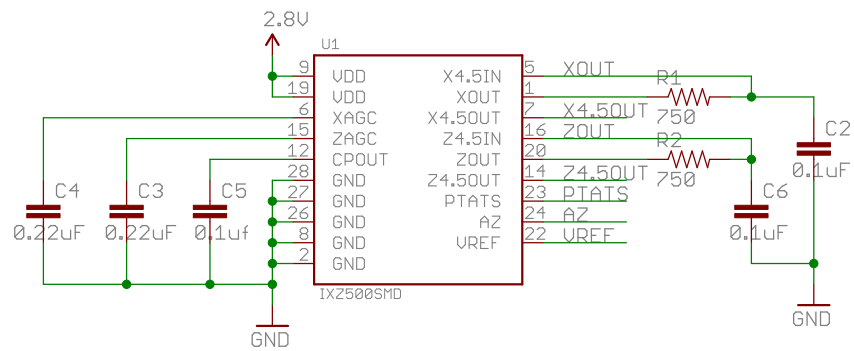 2.8V
U1
9 VDD X4.5IN 5 XOUT
19 VDD XOUT 1 R1
6 XAGC X4.5OUT 7 X4.5OUT 750
15 ZAGC Z4.5IN 16 ZOUT C2
12 CPOUT ZOUT 20 R2
28 GND Z4.5OUT 14 Z4.5OUT 750 0.1uF
27 GND PTATS 23 PTATS
C4 C3 C5 C6
26 GND AZ 24 AZ
0.22uF 0.22uF 0.1uf 0.1uF
8 GND VREF 22 VREF
2 GND
IXZ500SMD
GND GND